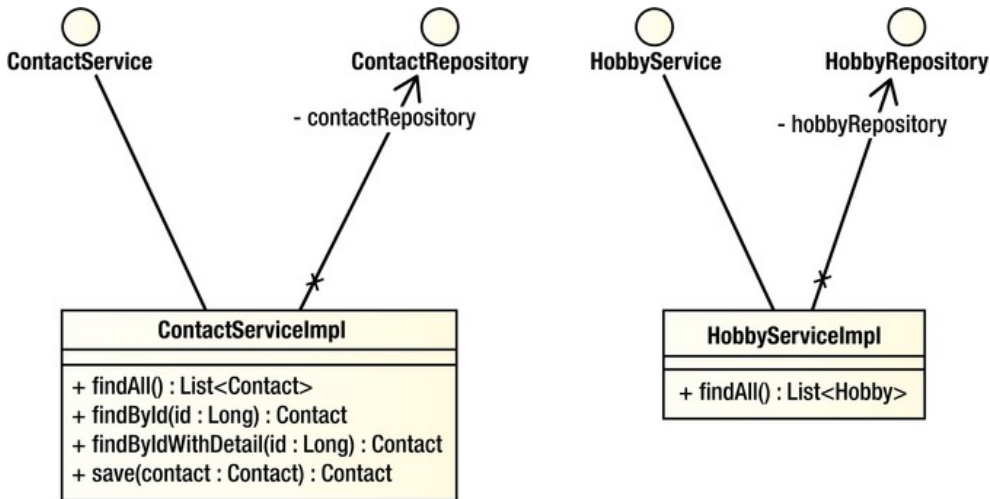 ContactService
ContactRepository
- contactRepository
ContactServiceImpl
+ findAll() : List<Contact>
+ findById(id : Long) : Contact
+ findByIdWithDetail(id : Long) : Contact
+ save(contact : Contact) : Contact
HobbyService
HobbyRepository
- hobbyRepository
HobbyServiceImpl
+ findAll() : List<Hobby>